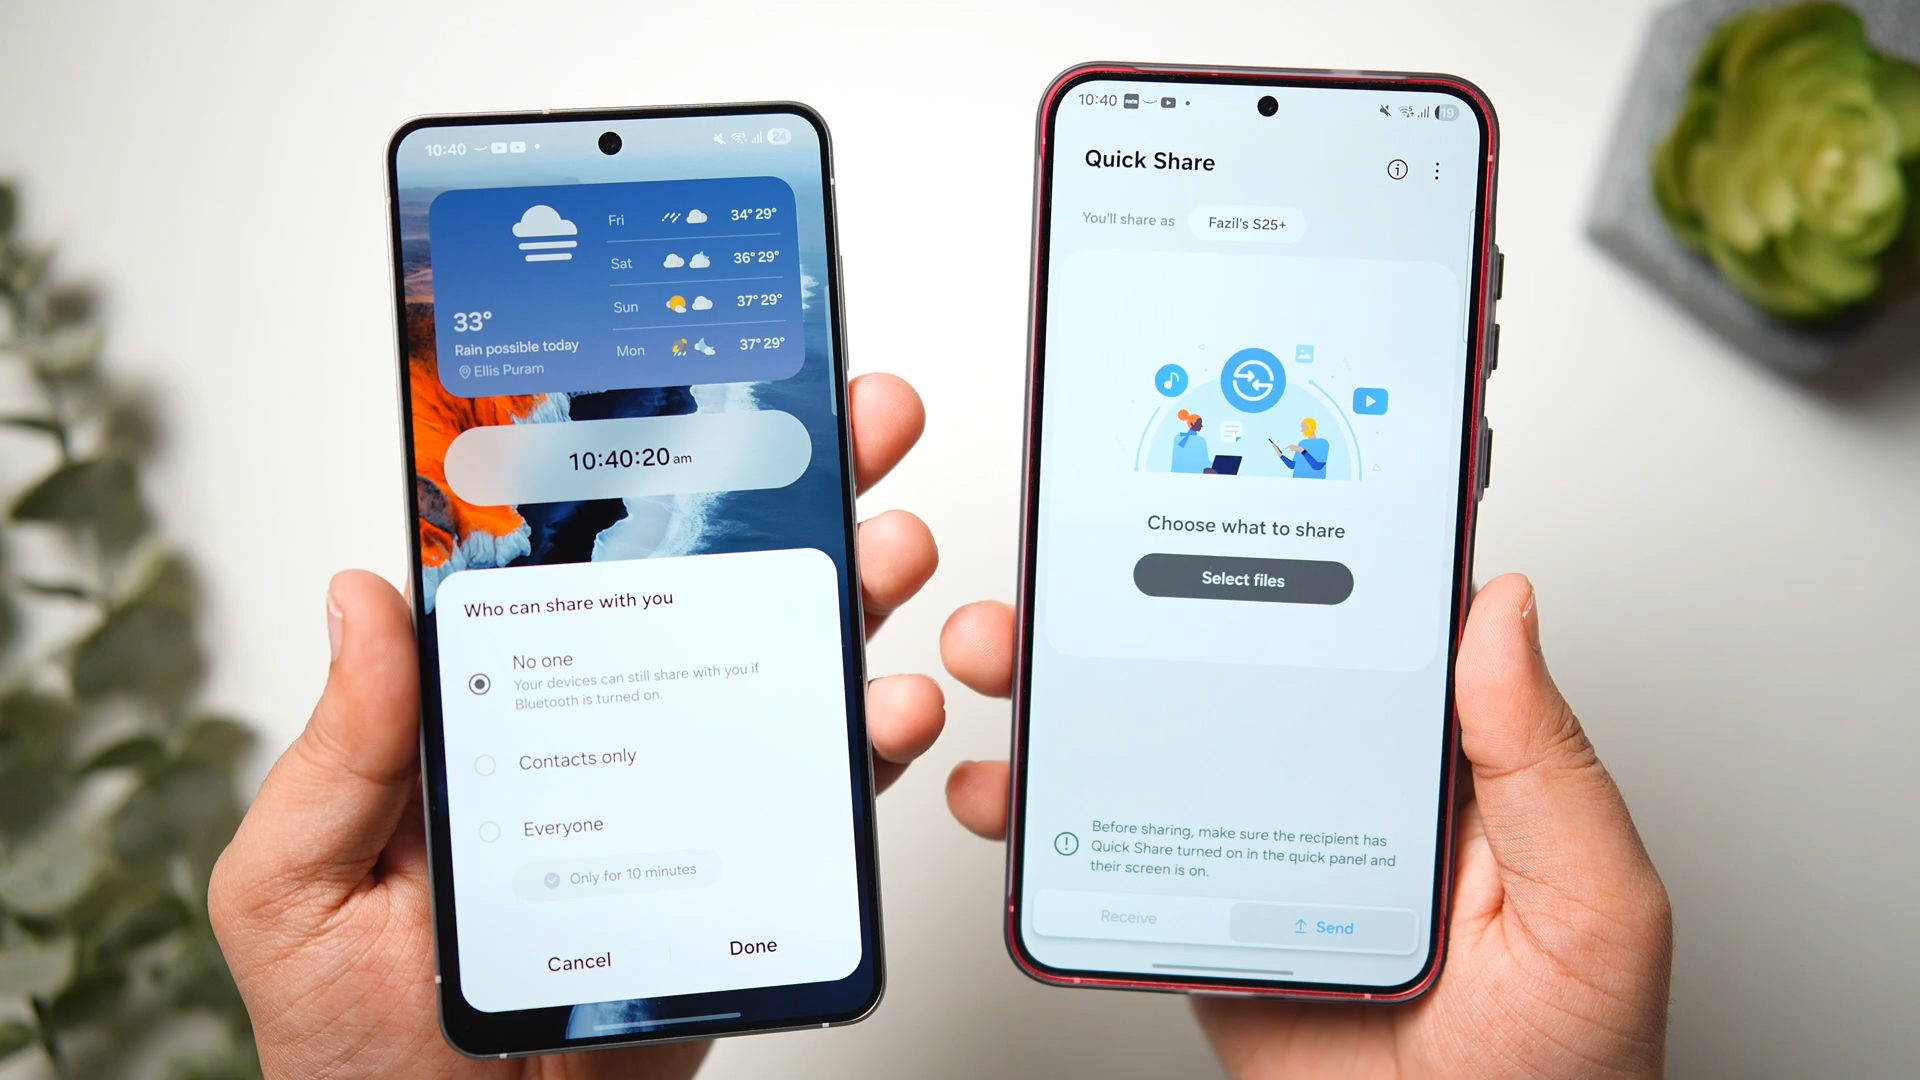 10:40
24
Fri 34° 29°
Sat 36° 29°
Sun 37° 29°
Mon 37° 29°
33°
Rain possible today
Ellis Puram
10:40:20 am
Who can share with you
No one
Your devices can still share with you if
Bluetooth is turned on.
Contacts only
Everyone
Only for 10 minutes
Cancel
Done
10:40
19
Quick Share
You'll share as Fazil's S25+
Choose what to share
Select files
Before sharing, make sure the recipient has
Quick Share turned on in the quick panel and
their screen is on.
Receive
Send